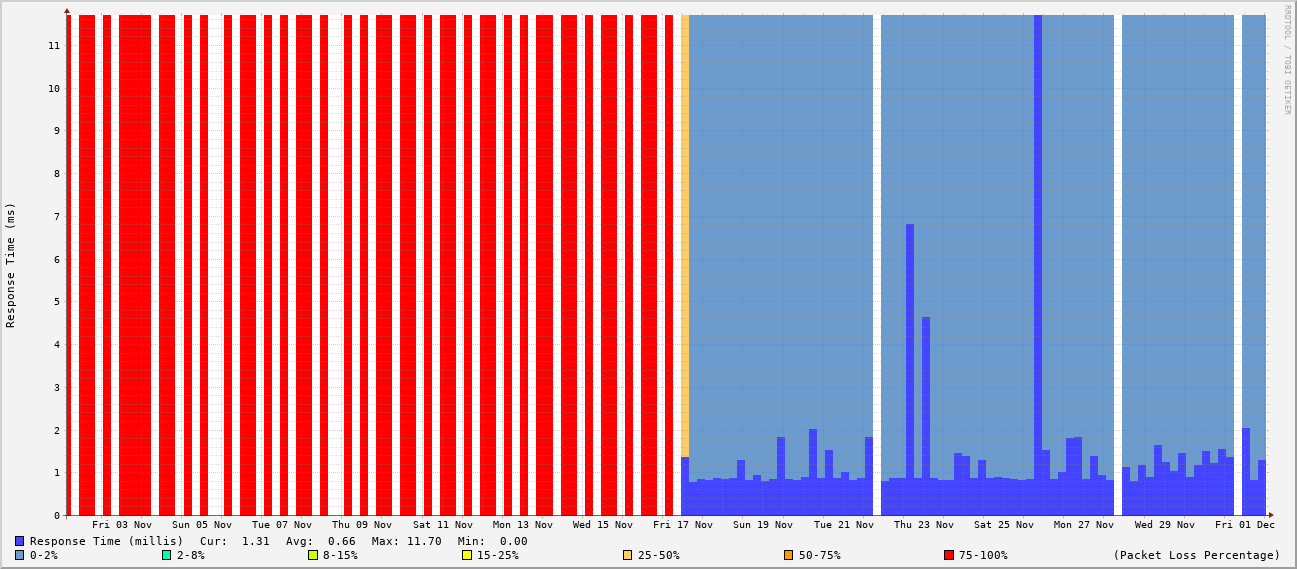 RRDTOOL / TOBI OETIKER
Response Time (ms)
11
10
9
8
7
6
5
4
3
2
1
0
Fri 03 Nov Sun 05 Nov Tue 07 Nov Thu 09 Nov Sat 11 Nov Mon 13 Nov Wed 15 Nov Fri 17 Nov Sun 19 Nov Tue 21 Nov Thu 23 Nov Sat 25 Nov Mon 27 Nov Wed 29 Nov Fri 01 Dec
Response Time (millis) Cur: 1.31 Avg: 0.66 Max: 11.70 Min: 0.00
0-2% 2-8% 8-15% 15-25% 25-50% 50-75% 75-100% (Packet Loss Percentage)